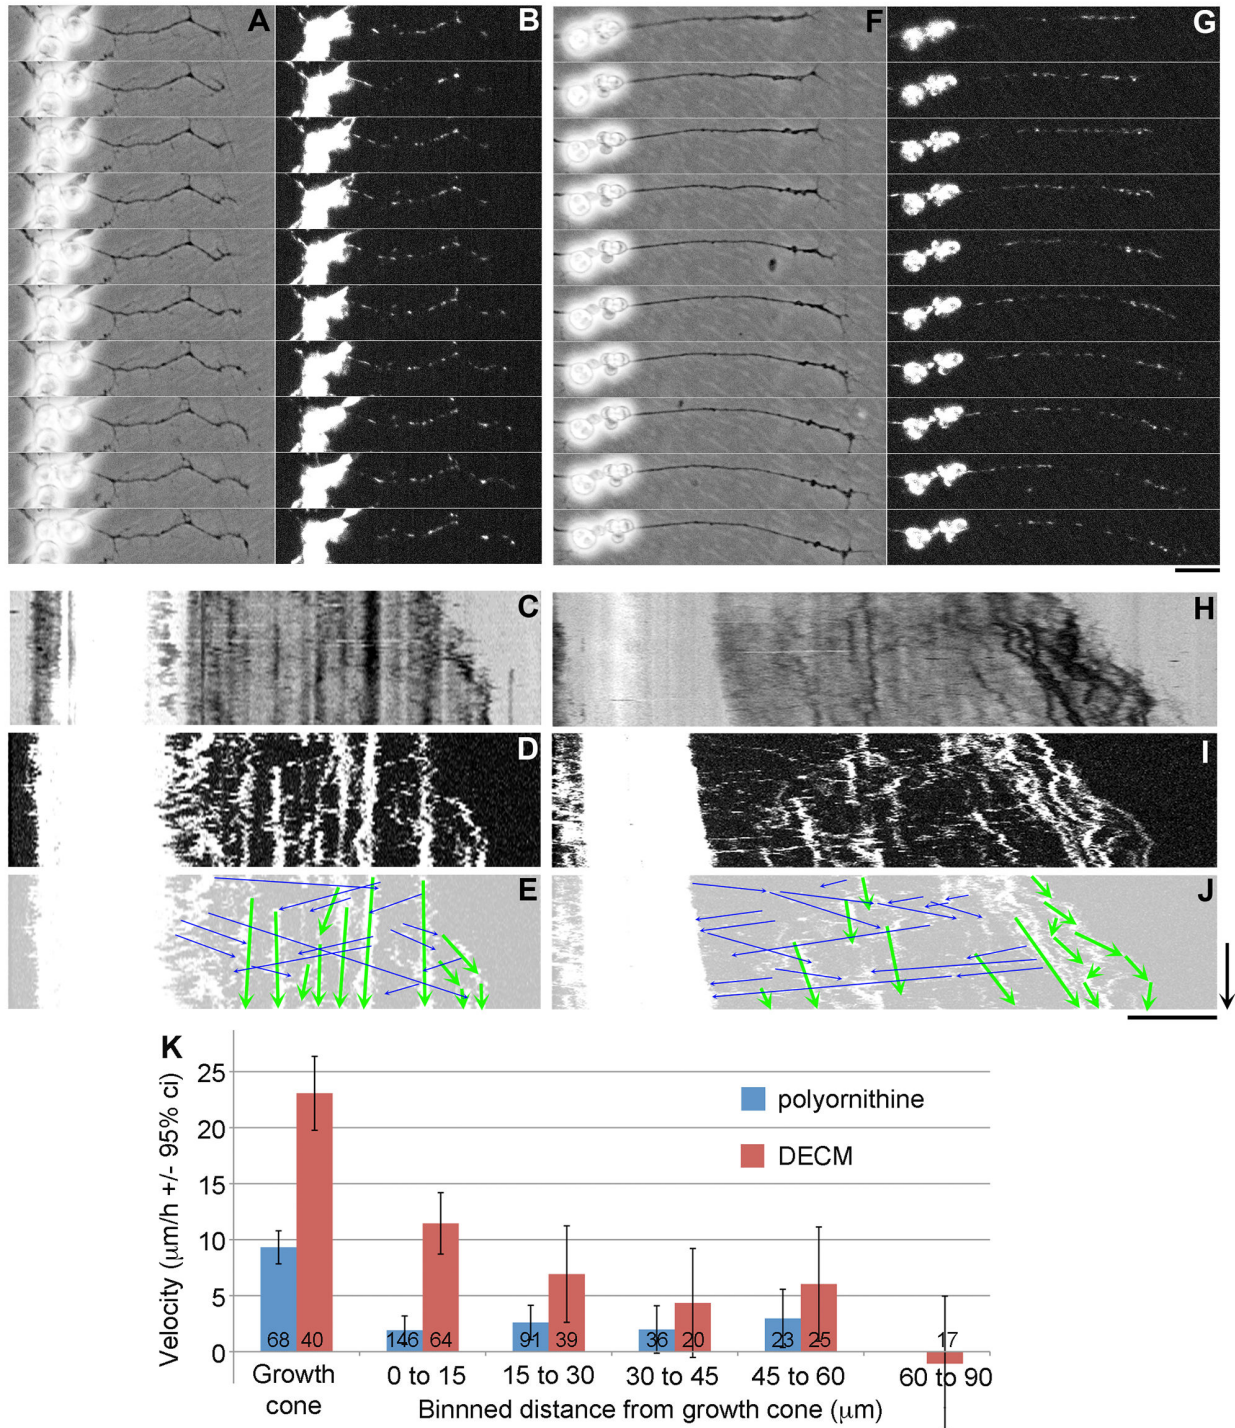 A B F G
C H
D I
E J
K
Velocity (μm/h +/- 95% ci)
25
20
15
10
5
0
polyornithine
DECM
68 40 146 64 91 39 36 20 23 25 17
Growth cone 0 to 15 15 to 30 30 to 45 45 to 60 60 to 90
Binnned distance from growth cone (μm)